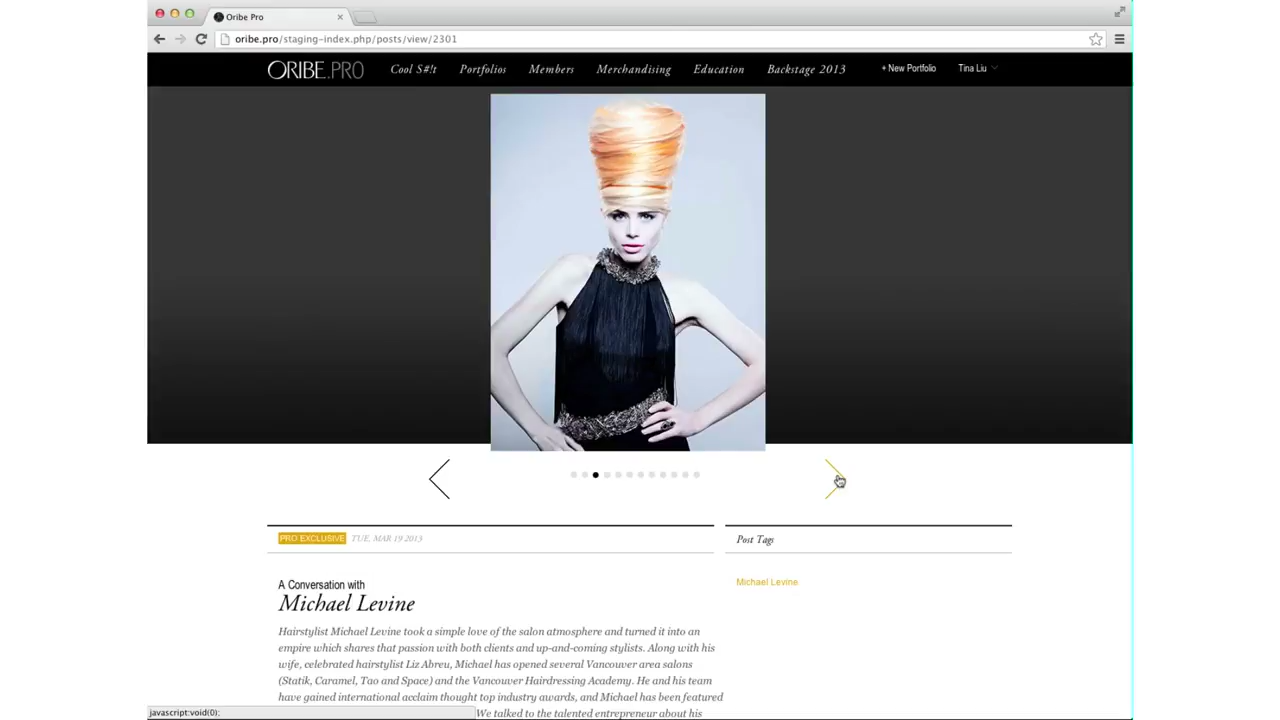 Oribe Pro
oribe.pro/staging-index.php/posts/view/2301
ORIBE.PRO Cool S#!t Portfolios Members Merchandising Education Backstage 2013 + New Portfolio Tina Liu
PRO EXCLUSIVE TUE, MAR 19 2013
Post Tags
A Conversation with
Michael Levine
Michael Levine
Hairstylist Michael Levine took a simple love of the salon atmosphere and turned it into an
empire which shares that passion with both clients and up-and-coming stylists. Along with his
wife, celebrated hairstylist Liz Abreu, Michael has opened several Vancouver area salons
(Statik, Caramel, Tao and Space) and the Vancouver Hairdressing Academy. He and his team
have gained international acclaim thought top industry awards, and Michael has been featured
We talked to the talented entrepreneur about his
javascript:void(0);